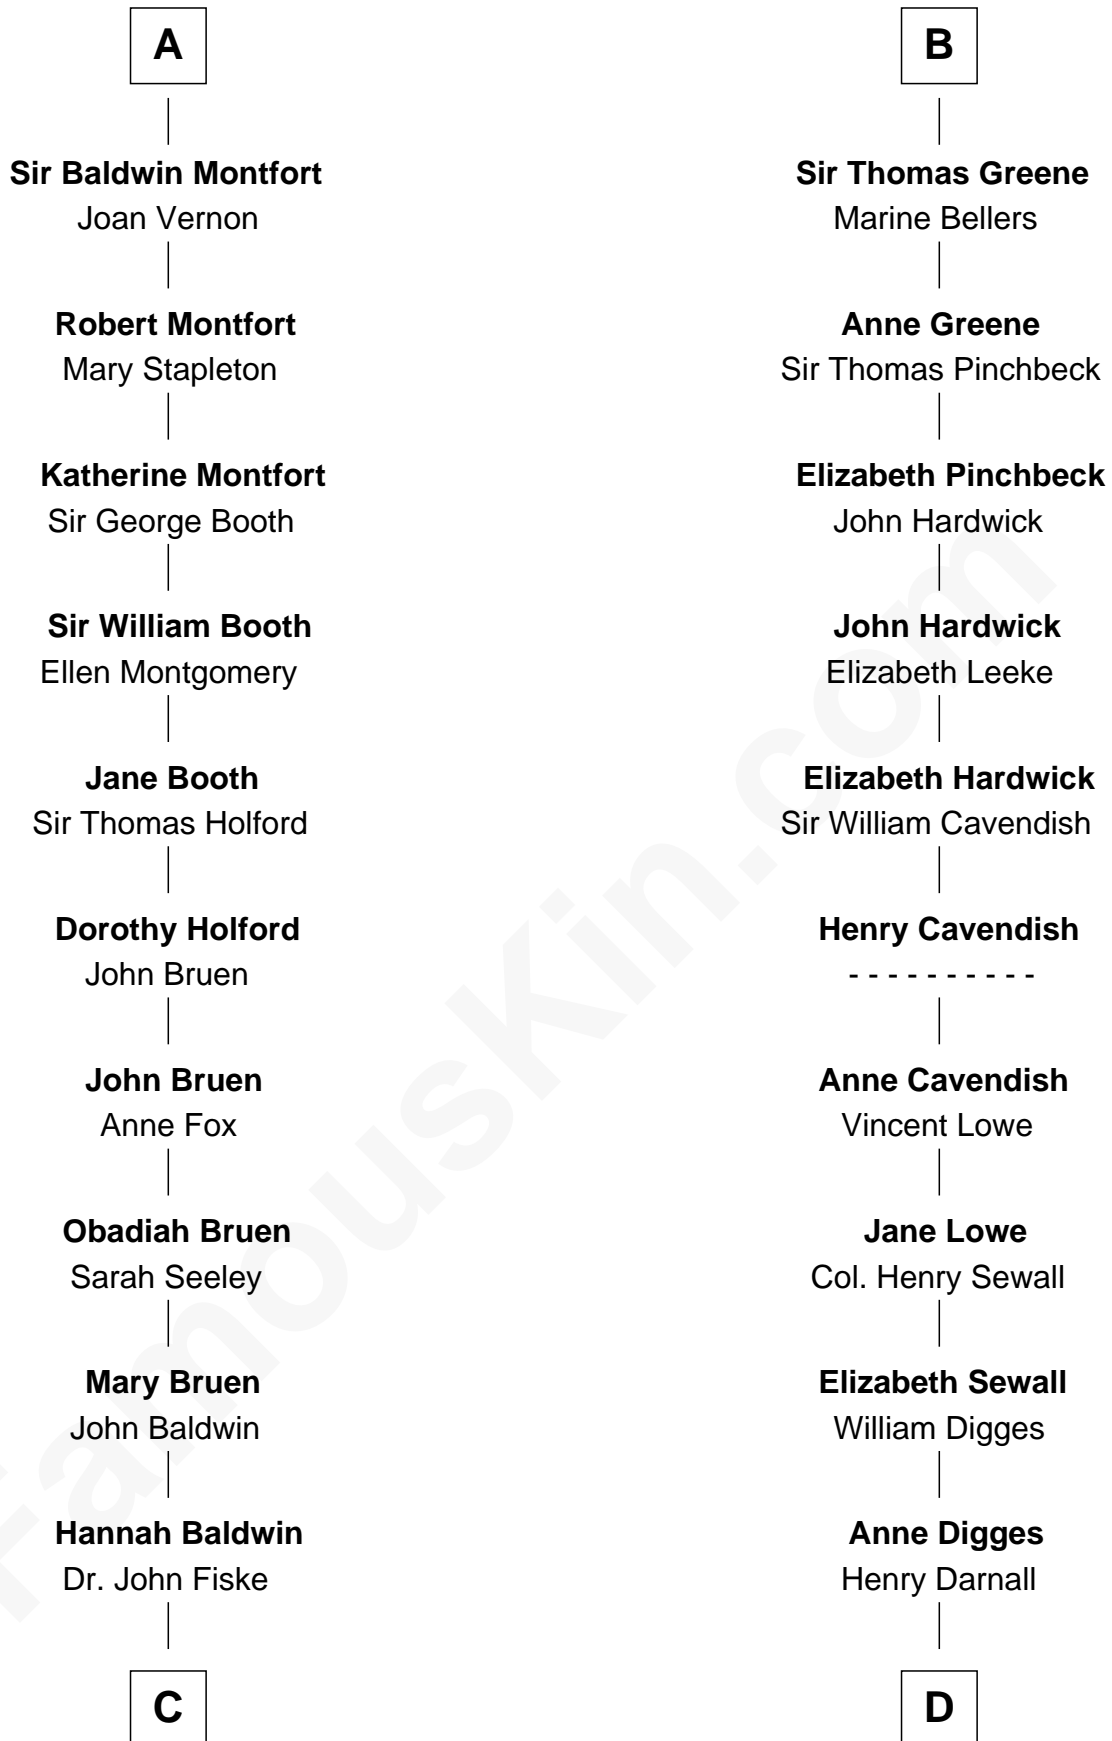 A
Sir Baldwin Montfort
Joan Vernon
Robert Montfort
Mary Stapleton
Katherine Montfort
Sir George Booth
Sir William Booth
Ellen Montgomery
Jane Booth
Sir Thomas Holford
Dorothy Holford
John Bruen
John Bruen
Anne Fox
Obadiah Bruen
Sarah Seeley
Mary Bruen
John Baldwin
Hannah Baldwin
Dr. John Fiske
C
B
Sir Thomas Greene
Marine Bellers
Anne Greene
Sir Thomas Pinchbeck
Elizabeth Pinchbeck
John Hardwick
John Hardwick
Elizabeth Leeke
Elizabeth Hardwick
Sir William Cavendish
Henry Cavendish
- - - - - - - - - -
Anne Cavendish
Vincent Lowe
Jane Lowe
Col. Henry Sewall
Elizabeth Sewall
William Digges
Anne Digges
Henry Darnall
D
FamousKin.com